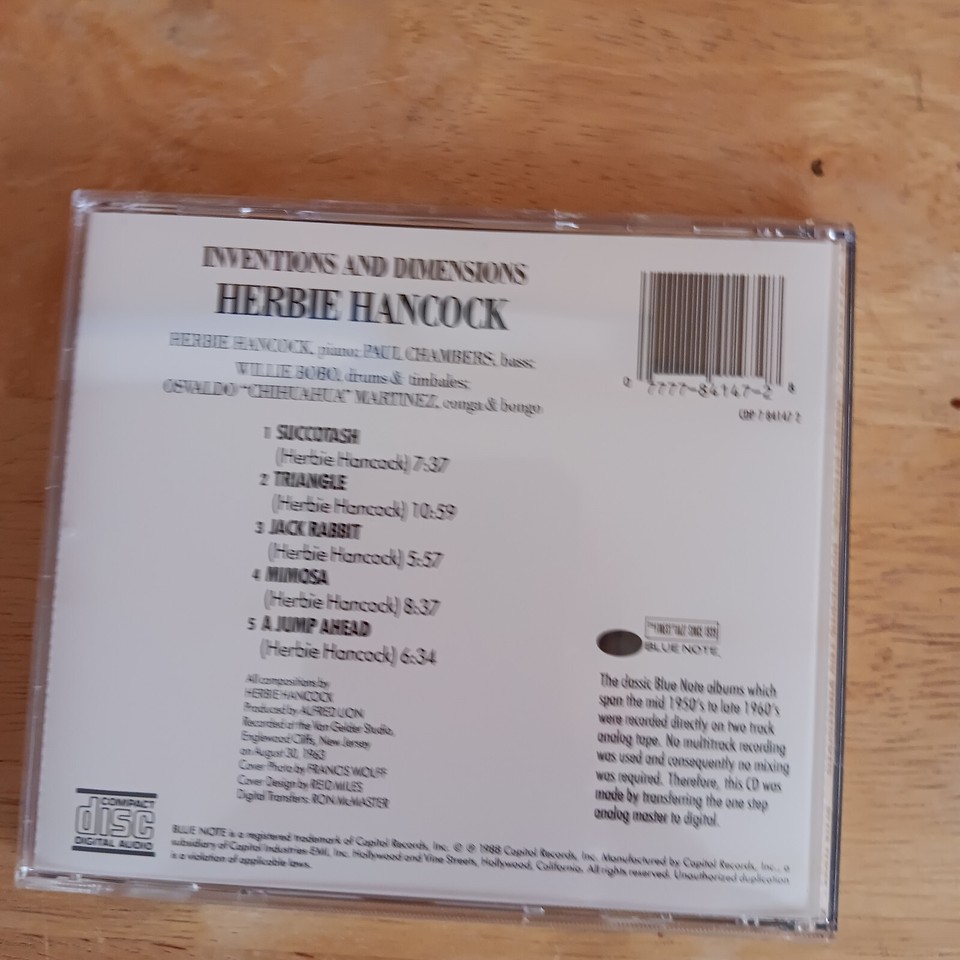 INVENTIONS AND DIMENSIONS
HERBIE HANCOCK
HERBIE HANCOCK, piano; PAUL CHAMBERS, bass;
WILLIE BOBO, drums & timbales;
OSVALDO "CHIHUAHUA" MARTINEZ, conga & bongo
1 SUCCOTASH
(Herbie Hancock) 7:37
2 TRIANGLE
(Herbie Hancock) 10:59
3 JACK RABBIT
(Herbie Hancock) 5:57
4 MIMOSA
(Herbie Hancock) 8:37
5 A JUMP AHEAD
(Herbie Hancock) 6:34
All compositions by
HERBIE HANCOCK
Produced by ALFRED LION
Recorded at the Van Gelder Studio,
Englewood Cliffs, New Jersey
on August 30, 1963
Cover Photo by FRANCIS WOLFF
Cover Design by REID MILES
Digital Transfers: RON McMASTER
0 7777-84147-2 8
CDP 7 84147 2
BLUE NOTE
The classic Blue Note albums which
span the mid 1950's to late 1960's
were recorded directly on two track
analog tape. No multitrack recording
was used and consequently no mixing
was required. Therefore, this CD was
made by transferring the one step
analog master to digital.
COMPACT
disc
DIGITAL AUDIO
BLUE NOTE is a registered trademark of Capitol Records, Inc. ℗ © 1988 Capitol Records, Inc. Manufactured by Capitol Records, Inc., a
subsidiary of Capitol Industries-EMI, Inc. Hollywood and Vine Streets, Hollywood, California. All rights reserved. Unauthorized duplication
is a violation of applicable laws.